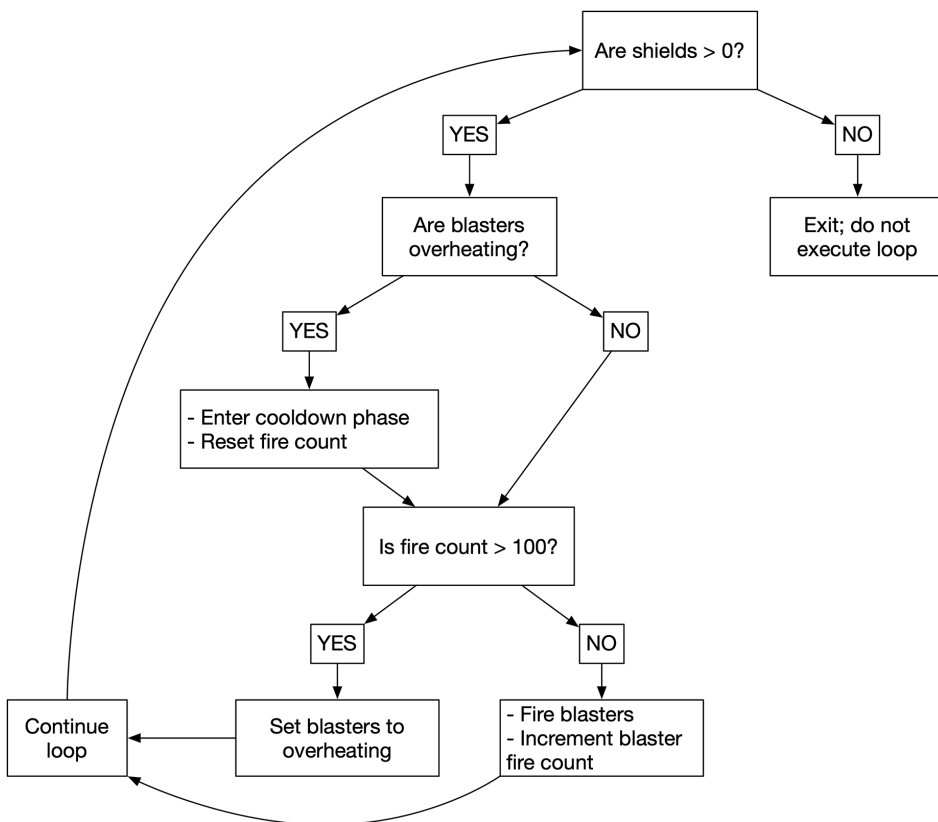 Are shields > 0?
YES
NO
Are blasters
overheating?
Exit; do not
execute loop
YES
NO
- Enter cooldown phase
- Reset fire count
Is fire count > 100?
YES
NO
Continue
loop
Set blasters to
overheating
- Fire blasters
- Increment blaster
fire count